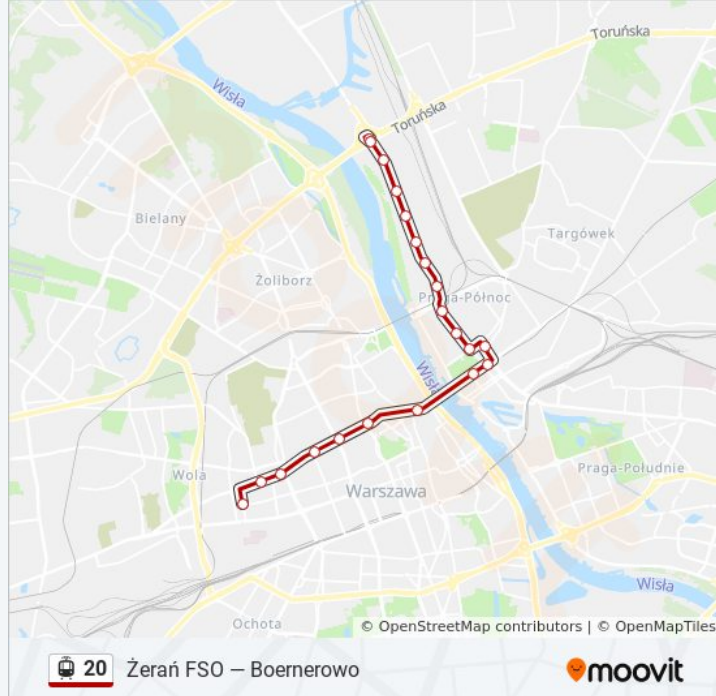 Toruńska
Wisła
Toruńska
Bielany
Targówek
Żoliborz
Praga-Północ
Wisła
Wola
Praga-Południe
Warszawa
Wisła
Ochota
© OpenStreetMap contributors | © OpenMapTiles
20 Żerań FSO — Boernerowo
moovit